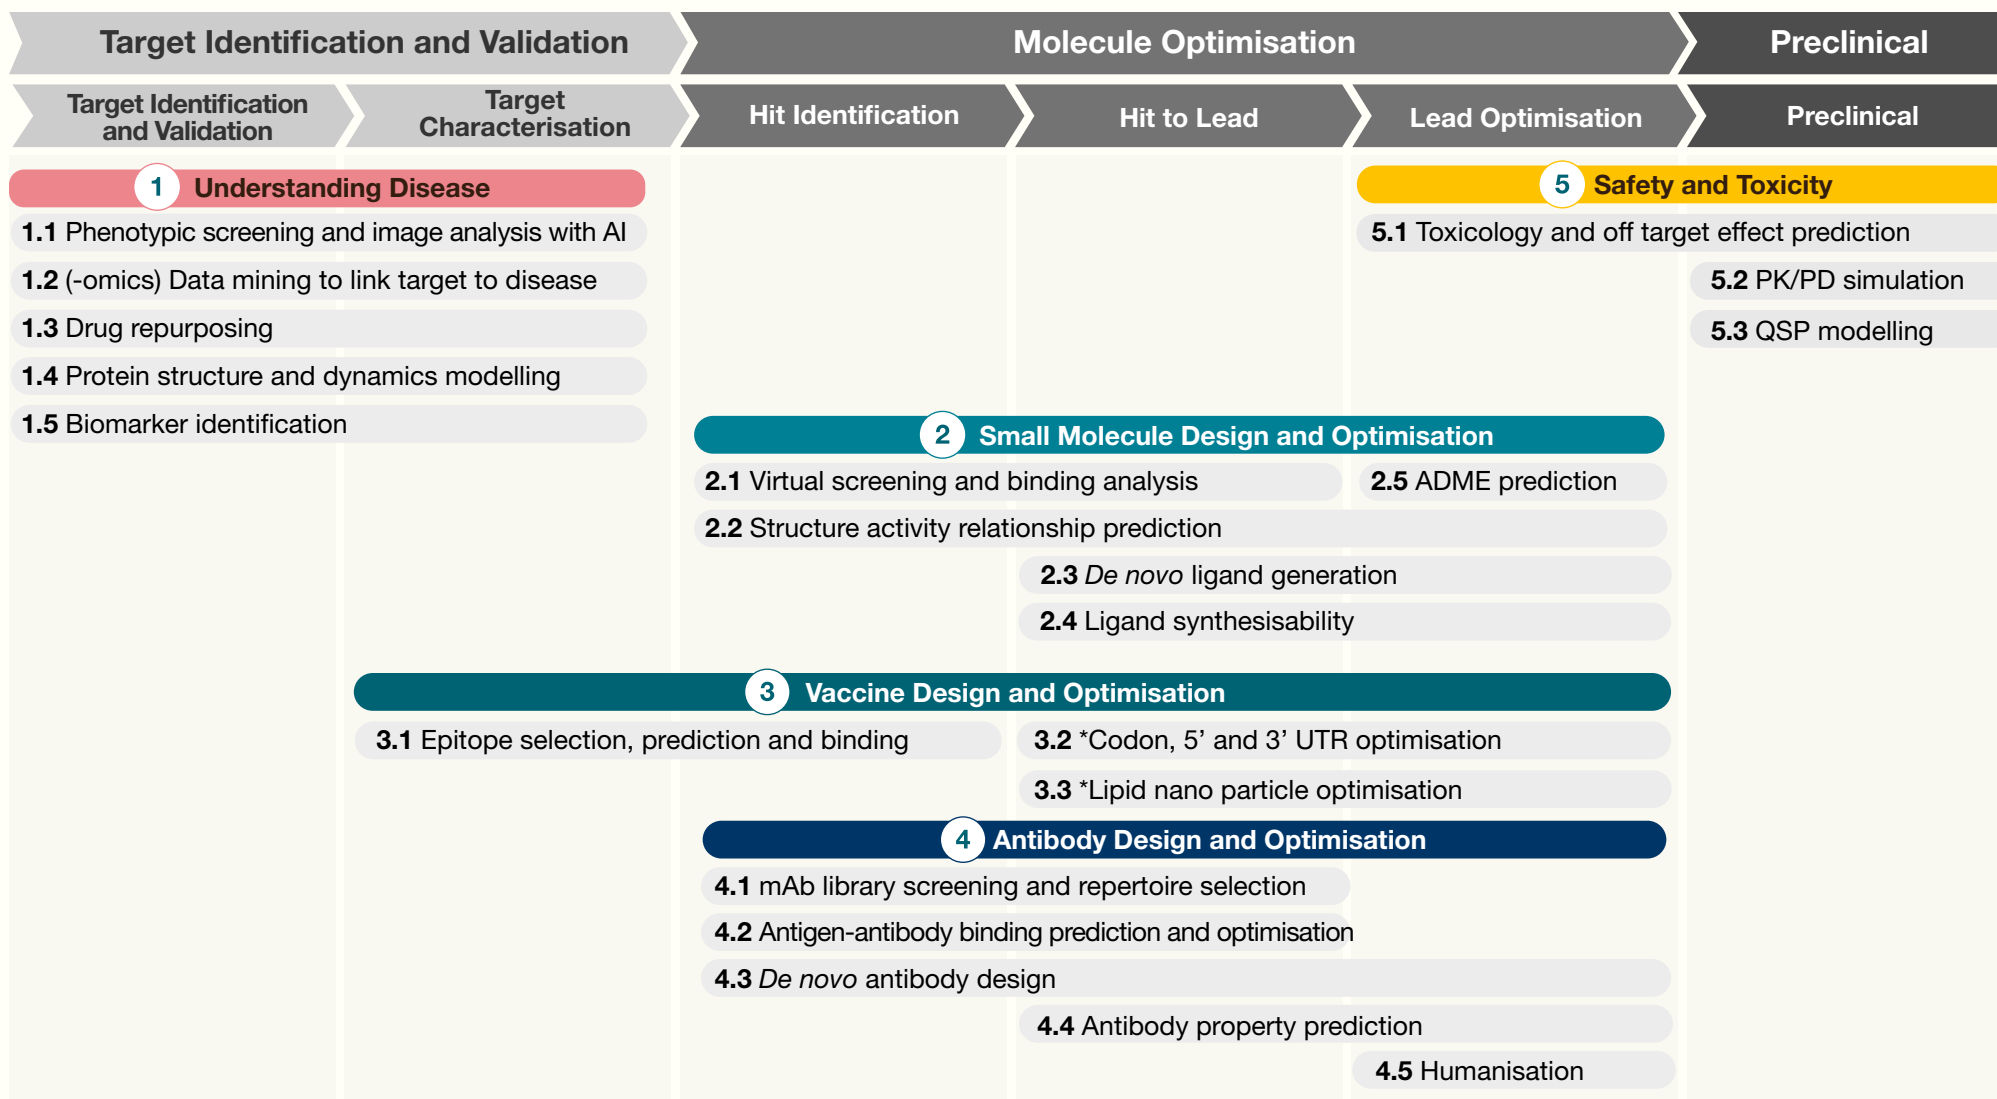 Target Identification and Validation
Molecule Optimisation
Preclinical
Target Identification
and Validation
Target
Characterisation
Hit Identification
Hit to Lead
Lead Optimisation
Preclinical
1 Understanding Disease
1.1 Phenotypic screening and image analysis with AI
1.2 (-omics) Data mining to link target to disease
1.3 Drug repurposing
1.4 Protein structure and dynamics modelling
1.5 Biomarker identification
5 Safety and Toxicity
5.1 Toxicology and off target effect prediction
5.2 PK/PD simulation
5.3 QSP modelling
2 Small Molecule Design and Optimisation
2.1 Virtual screening and binding analysis
2.5 ADME prediction
2.2 Structure activity relationship prediction
2.3 De novo ligand generation
2.4 Ligand synthesisability
3 Vaccine Design and Optimisation
3.1 Epitope selection, prediction and binding
3.2 *Codon, 5’ and 3’ UTR optimisation
3.3 *Lipid nano particle optimisation
4 Antibody Design and Optimisation
4.1 mAb library screening and repertoire selection
4.2 Antigen-antibody binding prediction and optimisation
4.3 De novo antibody design
4.4 Antibody property prediction
4.5 Humanisation